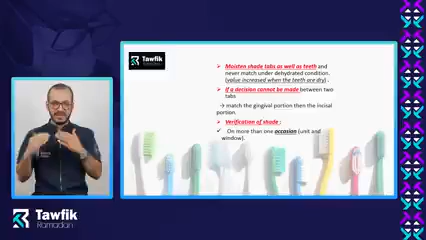 Tawfik
Ramadan
➢ Moisten shade tabs as well as teeth and
never match under dehydrated condition.
(value increased when the teeth are dry) .
➢ If a decision cannot be made between two
tabs
→ match the gingival portion then the incisal
portion.
➢ Verification of shade :
✓ On more than one occasion (unit and
window).
Tawfik
Ramadan